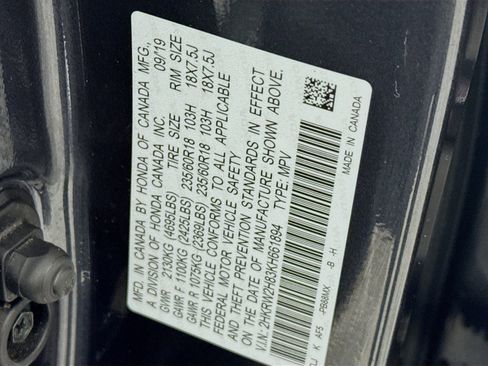 MFD. IN CANADA BY HONDA OF CANADA MFG.,
A DIVISION OF HONDA CANADA INC. 09/19
TIRE SIZE RIM SIZE
GVWR 2130KG (4695LBS)
GAWR F 1100KG (2425LBS) 235/60R18 103H 18X7.5J
GAWR R 1075KG (2369LBS) 235/60R18 103H 18X7.5J
THIS VEHICLE CONFORMS TO ALL APPLICABLE
FEDERAL MOTOR VEHICLE SAFETY
AND THEFT PREVENTION STANDARDS IN EFFECT
ON THE DATE OF MANUFACTURE SHOWN ABOVE.
V.I.N.: 2HKRW2H83KH661894 TYPE: MPV
K AF5 PB88MX -B -H MADE IN CANADA